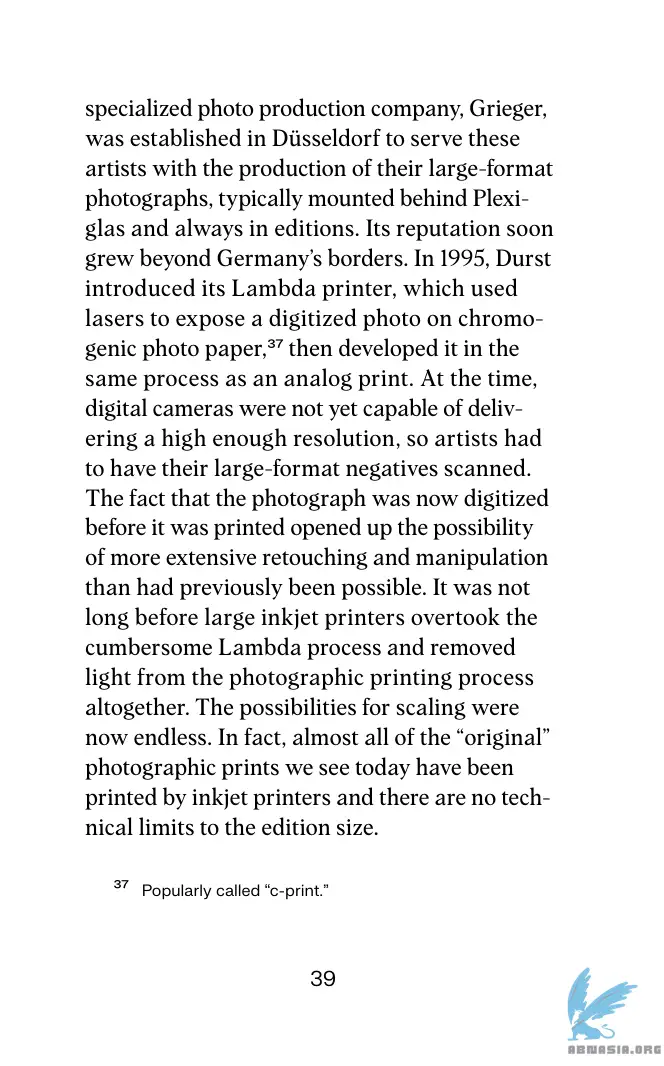 specialized photo production company, Grieger,
was established in Düsseldorf to serve these
artists with the production of their large-format
photographs, typically mounted behind Plexi-
glas and always in editions. Its reputation soon
grew beyond Germany’s borders. In 1995, Durst
introduced its Lambda printer, which used
lasers to expose a digitized photo on chromo-
genic photo paper,³⁷ then developed it in the
same process as an analog print. At the time,
digital cameras were not yet capable of deliv-
ering a high enough resolution, so artists had
to have their large-format negatives scanned.
The fact that the photograph was now digitized
before it was printed opened up the possibility
of more extensive retouching and manipulation
than had previously been possible. It was not
long before large inkjet printers overtook the
cumbersome Lambda process and removed
light from the photographic printing process
altogether. The possibilities for scaling were
now endless. In fact, almost all of the “original”
photographic prints we see today have been
printed by inkjet printers and there are no tech-
nical limits to the edition size.
³⁷ Popularly called “c-print.”
39
ABNASIA.ORG